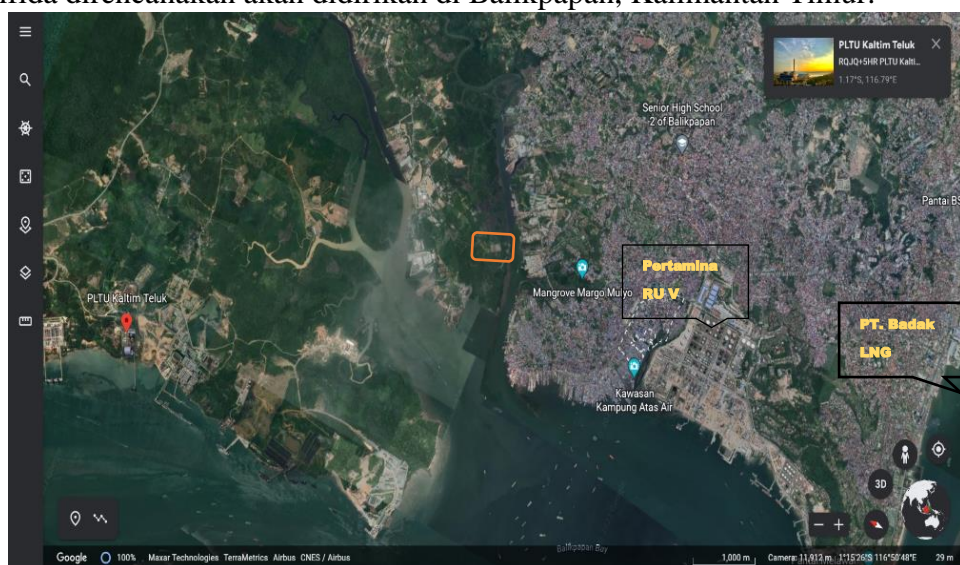 direncanakan akan didirikan di Balikpapan, Kalimantan Timur.
PLTU Kaltim Teluk
RQJQ+5HR PLTU Kalti...
1.17°S, 116.79°E
Senior High School
2 of Balikpapan
Pantai BS
Pertamina
RU V
Mangrove Margo Mulyo
PLTU Kaltim Teluk
PT. Badak
LNG
Kawasan
Kampung Atas Air
3D
Balikpapan Bay
Google 100% Maxar Technologies TerraMetrics Airbus CNES / Airbus
1,000 m Camera: 11,912 m 1°15'26"S 116°50'48"E 29 m